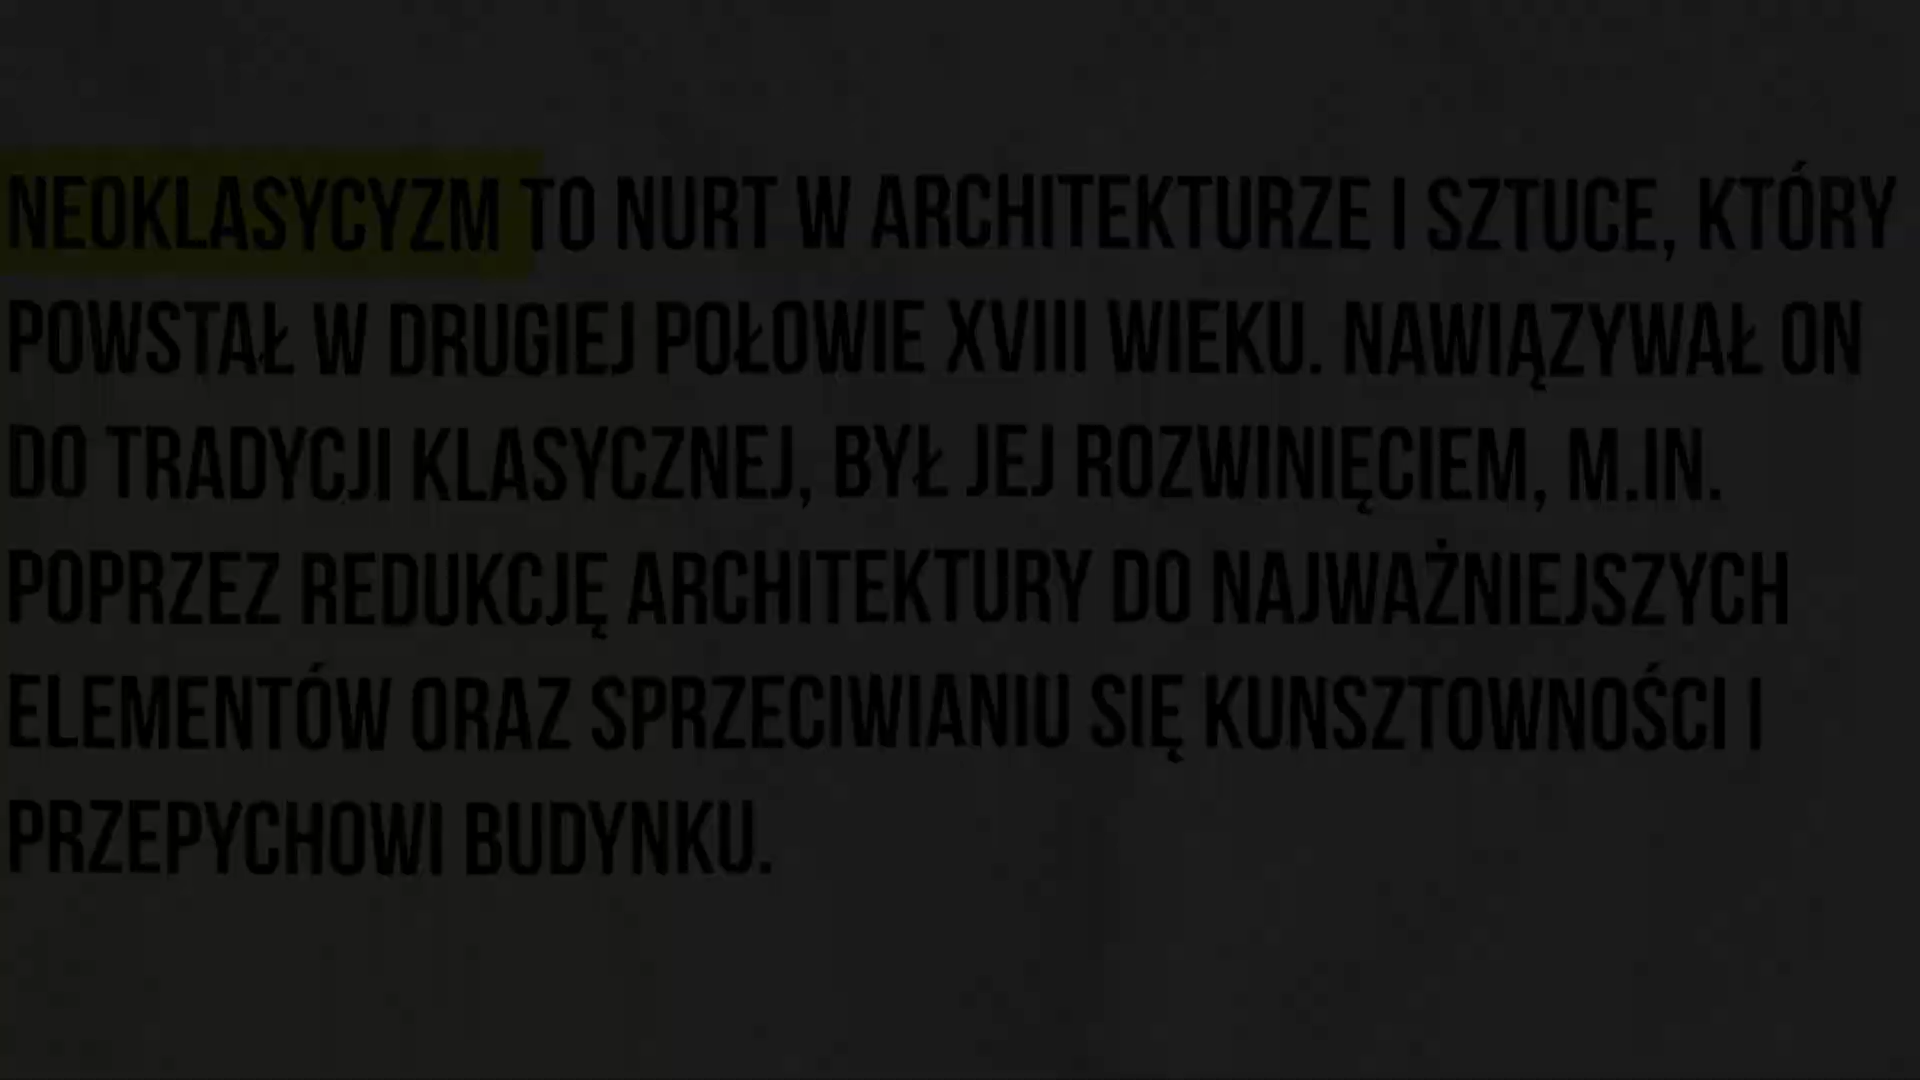 NEOKLASYCYZM TO NURT W ARCHITEKTURZE I SZTUCE, KTÓRY
POWSTAŁ W DRUGIEJ POŁOWIE XVIII WIEKU. NAWIĄZYWAŁ ON
DO TRADYCJI KLASYCZNEJ, BYŁ JEJ ROZWINIĘCIEM, M.IN.
POPRZEZ REDUKCJĘ ARCHITEKTURY DO NAJWAŻNIEJSZYCH
ELEMENTÓW ORAZ SPRZECIWIANIU SIĘ KUNSZTOWNOŚCI I
PRZEPYCHOWI BUDYNKU.